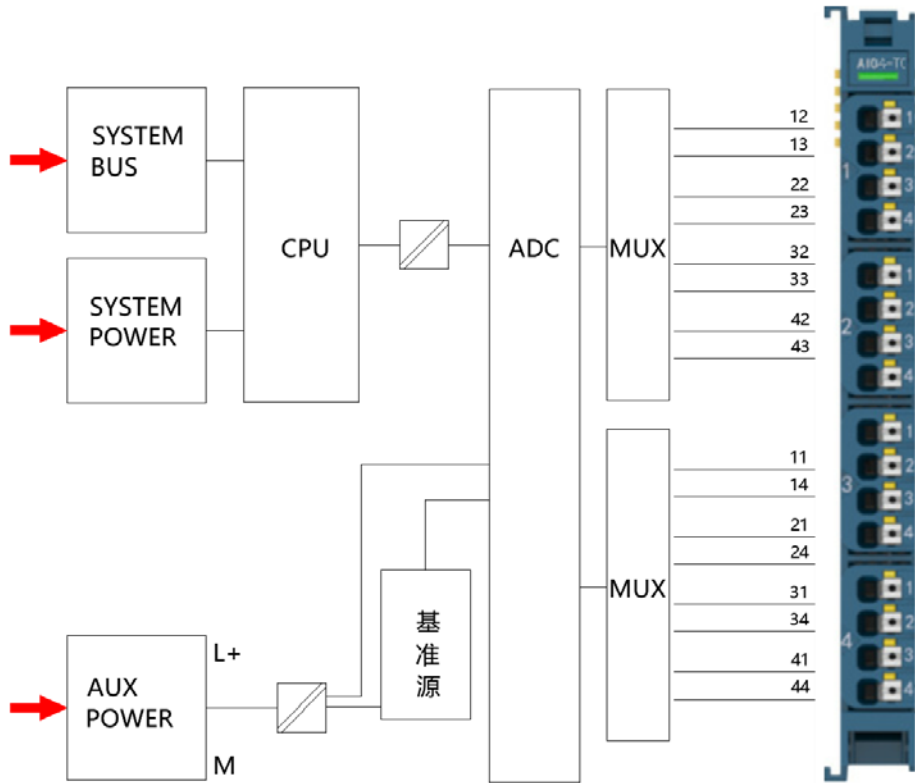 SYSTEM
BUS
SYSTEM
POWER
CPU
ADC
MUX
12
13
22
23
32
33
42
43
MUX
11
14
21
24
31
34
41
44
基
准
源
AUX
POWER
L+
M
AI04-TC
1
1
2
3
4
2
1
2
3
4
3
1
2
3
4
4
1
2
3
4